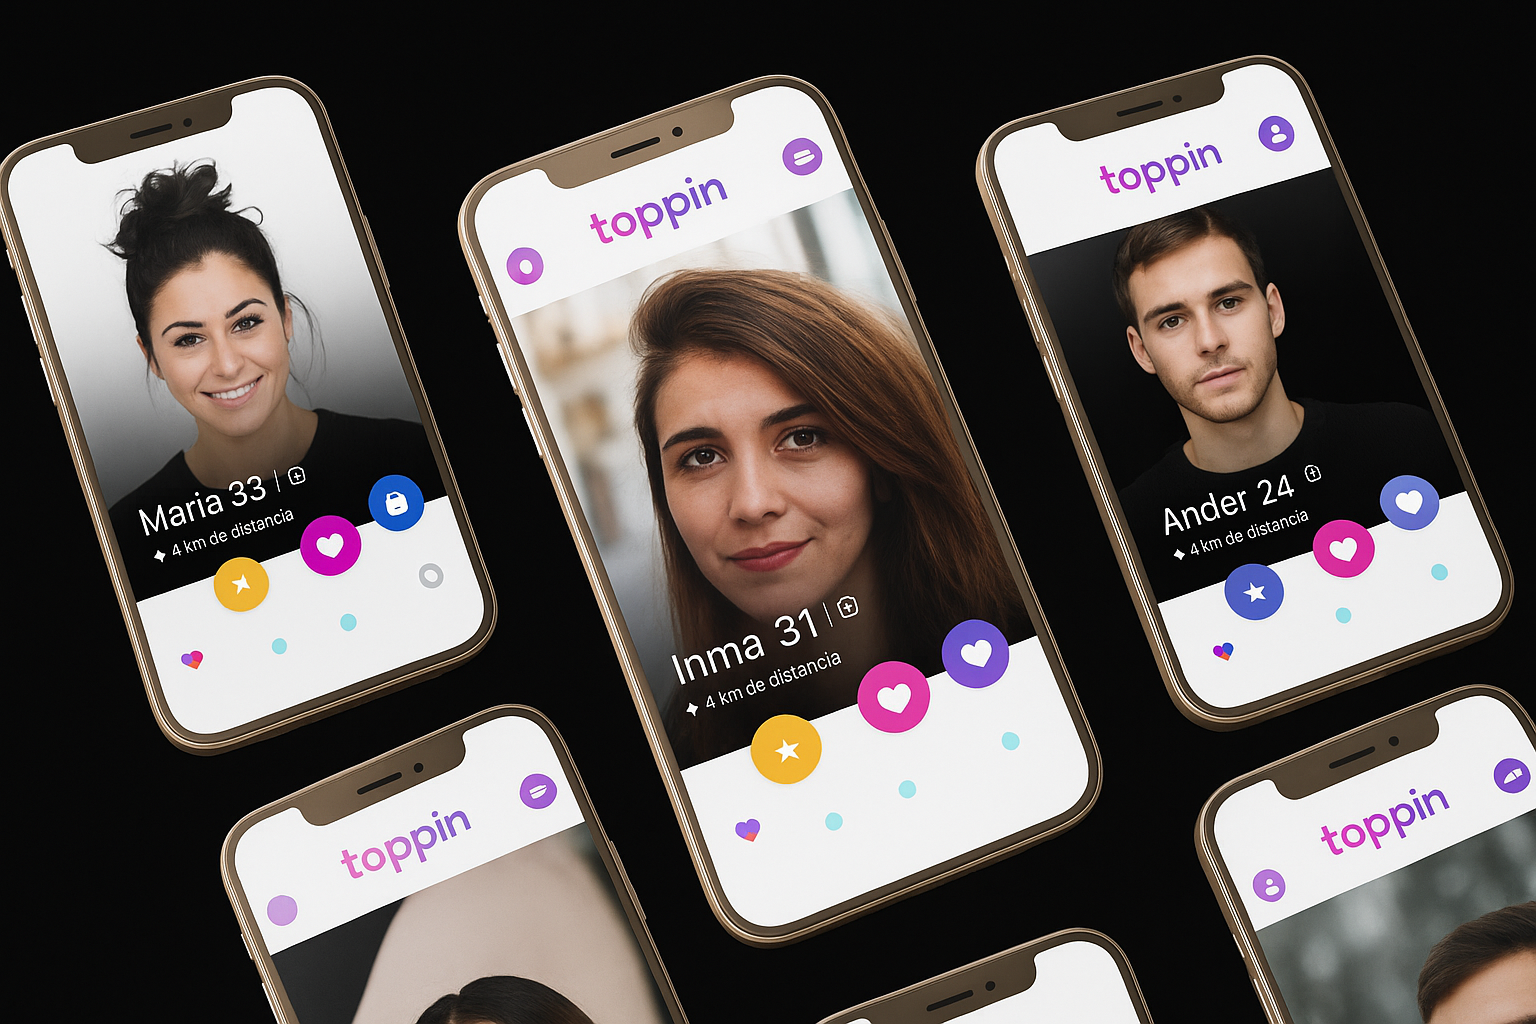 Maria 33
4 km de distancia
toppin
Inma 31
4 km de distancia
toppin
Ander 24
4 km de distancia
toppin
toppin